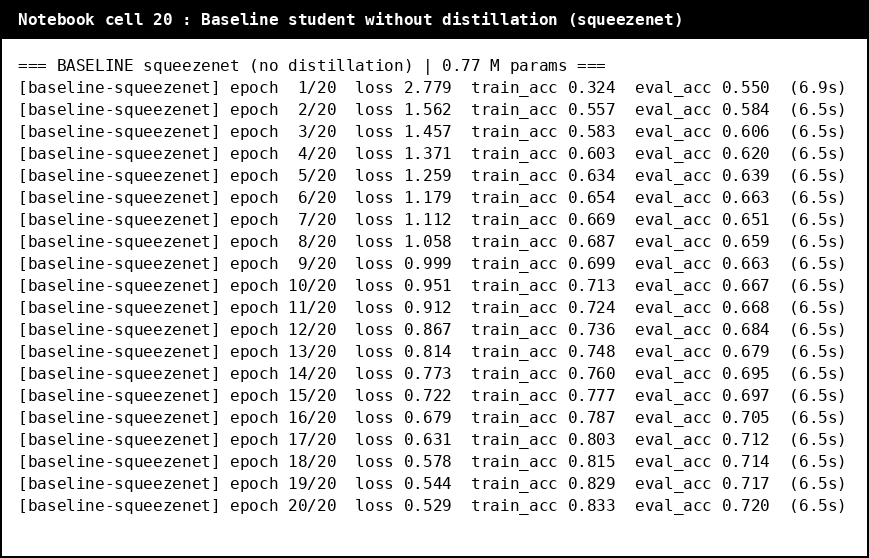 Notebook cell 20 : Baseline student without distillation (squeezenet)
=== BASELINE squeezenet (no distillation) | 0.77 M params ===
[baseline-squeezenet] epoch  1/20  loss 2.779  train_acc 0.324  eval_acc 0.550  (6.9s)
[baseline-squeezenet] epoch  2/20  loss 1.562  train_acc 0.557  eval_acc 0.584  (6.5s)
[baseline-squeezenet] epoch  3/20  loss 1.457  train_acc 0.583  eval_acc 0.606  (6.5s)
[baseline-squeezenet] epoch  4/20  loss 1.371  train_acc 0.603  eval_acc 0.620  (6.5s)
[baseline-squeezenet] epoch  5/20  loss 1.259  train_acc 0.634  eval_acc 0.639  (6.5s)
[baseline-squeezenet] epoch  6/20  loss 1.179  train_acc 0.654  eval_acc 0.663  (6.5s)
[baseline-squeezenet] epoch  7/20  loss 1.112  train_acc 0.669  eval_acc 0.651  (6.5s)
[baseline-squeezenet] epoch  8/20  loss 1.058  train_acc 0.687  eval_acc 0.659  (6.5s)
[baseline-squeezenet] epoch  9/20  loss 0.999  train_acc 0.699  eval_acc 0.663  (6.5s)
[baseline-squeezenet] epoch 10/20  loss 0.951  train_acc 0.713  eval_acc 0.667  (6.5s)
[baseline-squeezenet] epoch 11/20  loss 0.912  train_acc 0.724  eval_acc 0.668  (6.5s)
[baseline-squeezenet] epoch 12/20  loss 0.867  train_acc 0.736  eval_acc 0.684  (6.5s)
[baseline-squeezenet] epoch 13/20  loss 0.814  train_acc 0.748  eval_acc 0.679  (6.5s)
[baseline-squeezenet] epoch 14/20  loss 0.773  train_acc 0.760  eval_acc 0.695  (6.5s)
[baseline-squeezenet] epoch 15/20  loss 0.722  train_acc 0.777  eval_acc 0.697  (6.5s)
[baseline-squeezenet] epoch 16/20  loss 0.679  train_acc 0.787  eval_acc 0.705  (6.5s)
[baseline-squeezenet] epoch 17/20  loss 0.631  train_acc 0.803  eval_acc 0.712  (6.5s)
[baseline-squeezenet] epoch 18/20  loss 0.578  train_acc 0.815  eval_acc 0.714  (6.5s)
[baseline-squeezenet] epoch 19/20  loss 0.544  train_acc 0.829  eval_acc 0.717  (6.5s)
[baseline-squeezenet] epoch 20/20  loss 0.529  train_acc 0.833  eval_acc 0.720  (6.5s)